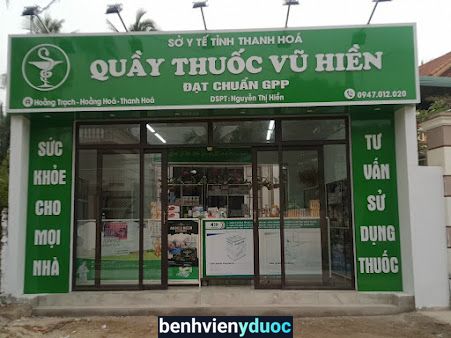 SỞ Y TẾ TỈNH THANH HOÁ
QUẦY THUỐC VŨ HIỀN
ĐẠT CHUẨN GPP
Hoằng Trạch - Hoằng Hoá - Thanh Hoá
DSPT: Nguyễn Thị Hiền
0947.012.020
SỨC
KHỎE
CHO
MỌI
NHÀ
TƯ
VẤN
SỬ
DỤNG
THUỐC
benhvienyduoc